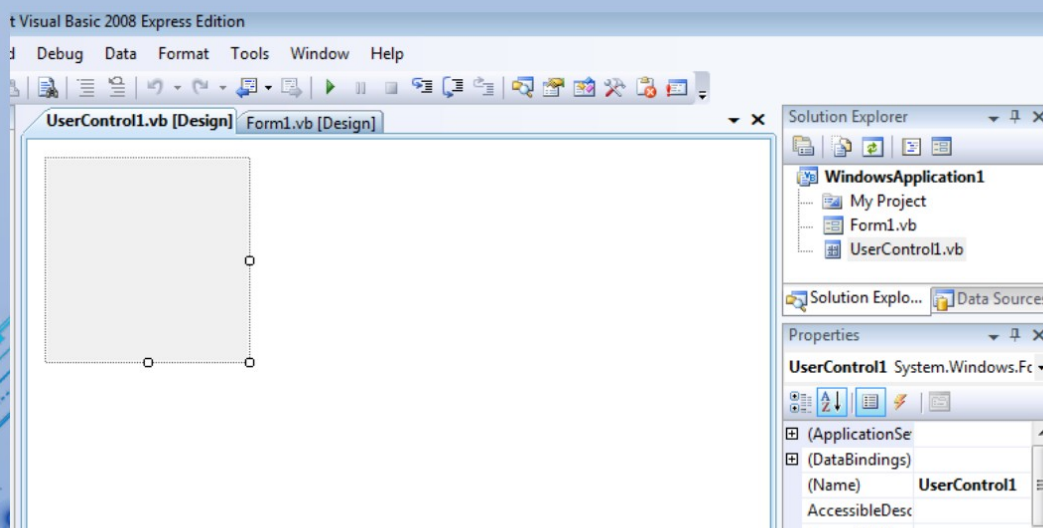 t Visual Basic 2008 Express Edition
Debug Data Format Tools Window Help
UserControl1.vb [Design] Form1.vb [Design]
Solution Explorer
WindowsApplication1
My Project
Form1.vb
UserControl1.vb
Solution Explo... Data Sources
Properties
UserControl1 System.Windows.Fc
(ApplicationSe
(DataBindings)
(Name) UserControl1
AccessibleDesc